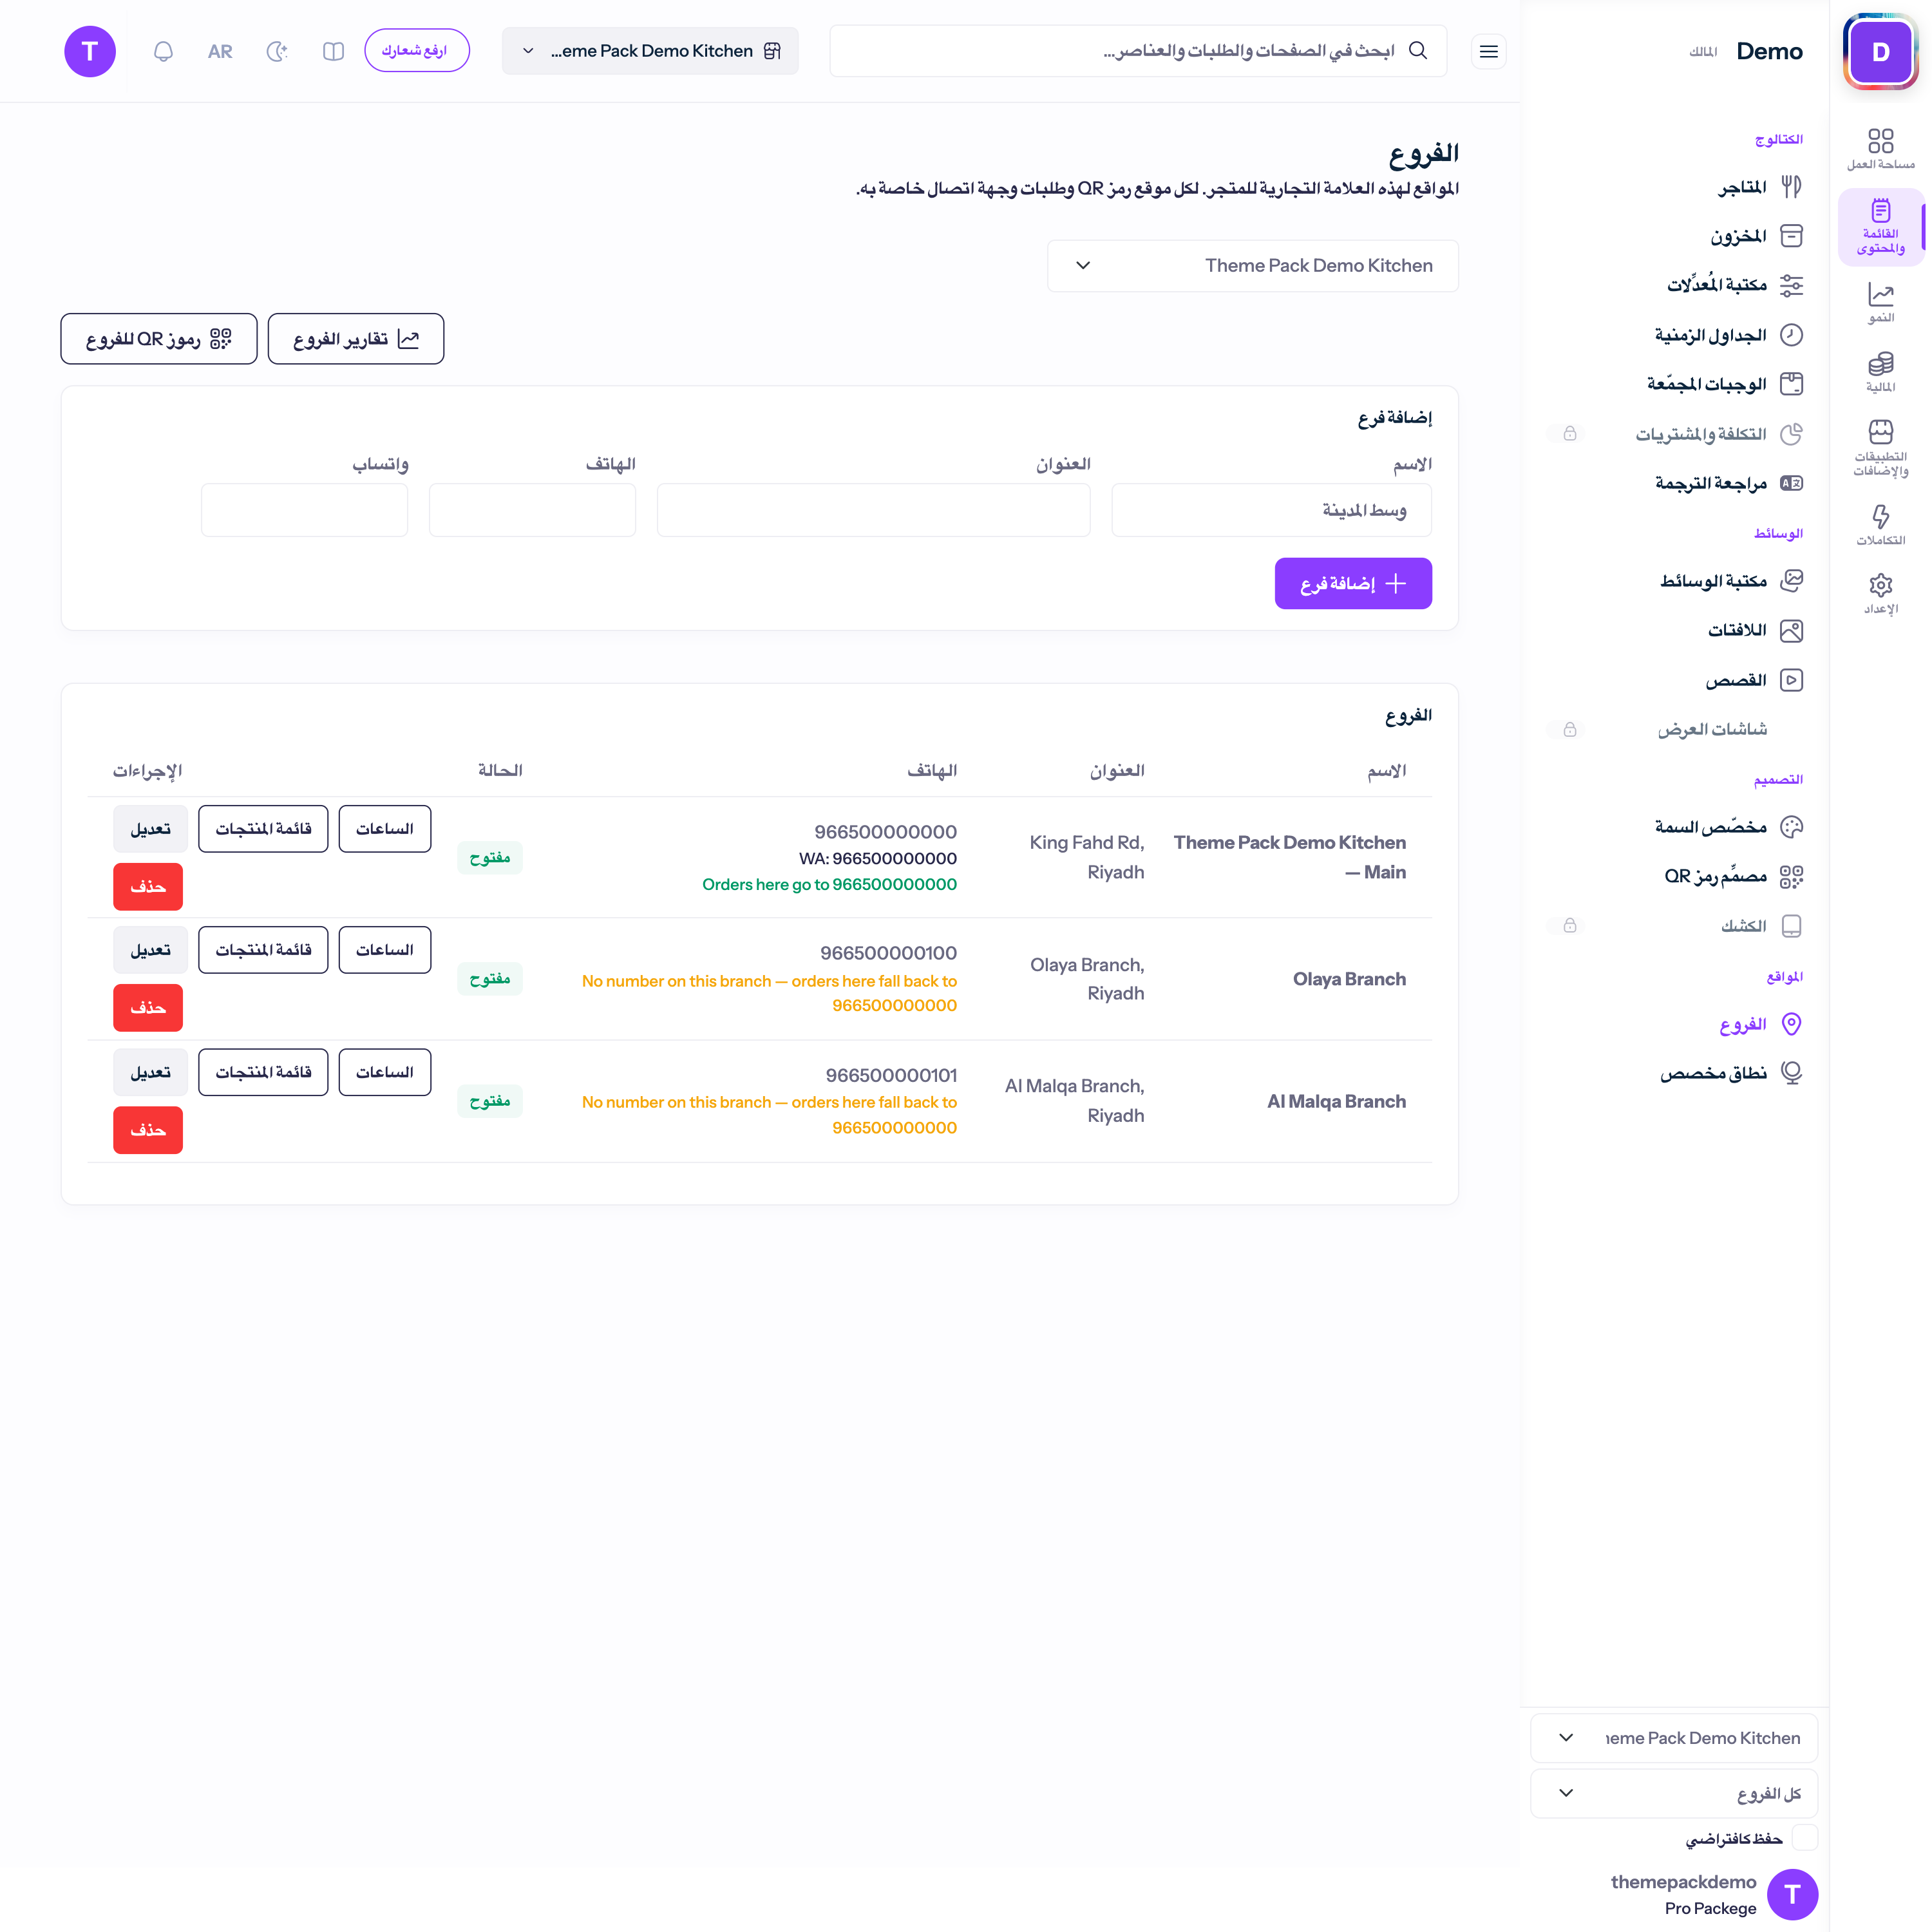 D
مساحة العمل
القائمة
والمحتوى
النمو
المالية
التطبيقات
والإضافات
التكاملات
الإعداد
Demo المالك
الكتالوج
المتاجر
المخزون
مكتبة المُعدِّلات
الجداول الزمنية
الوجبات المجمّعة
التكلفة والمشتريات
مراجعة الترجمة
الوسائط
مكتبة الوسائط
اللافتات
القصص
شاشات العرض
التصميم
مخصّص السمة
مصمِّم رمز QR
الكشك
المواقع
الفروع
نطاق مخصص
heme Pack Demo Kitchen
كل الفروع
حفظ كافتراضي
T
themepackdemo
Pro Packege
ابحث في الصفحات والطلبات والعناصر...
...eme Pack Demo Kitchen
ارفع شعارك
AR
T
الفروع
المواقع لهذه العلامة التجارية للمتجر. لكل موقع رمز QR وطلبات وجهة اتصال خاصة به.
Theme Pack Demo Kitchen
تقارير الفروع
رموز QR للفروع
إضافة فرع
الاسم العنوان الهاتف واتساب
وسط المدينة
إضافة فرع
الفروع
الاسم العنوان الهاتف الحالة الإجراءات
Theme Pack Demo Kitchen
— Main
King Fahd Rd,
Riyadh
966500000000
WA: 966500000000
Orders here go to 966500000000
مفتوح
الساعات قائمة المنتجات تعديل
حذف
Olaya Branch
Olaya Branch,
Riyadh
966500000100
No number on this branch — orders here fall back to
966500000000
مفتوح
الساعات قائمة المنتجات تعديل
حذف
Al Malqa Branch
Al Malqa Branch,
Riyadh
966500000101
No number on this branch — orders here fall back to
966500000000
مفتوح
الساعات قائمة المنتجات تعديل
حذف